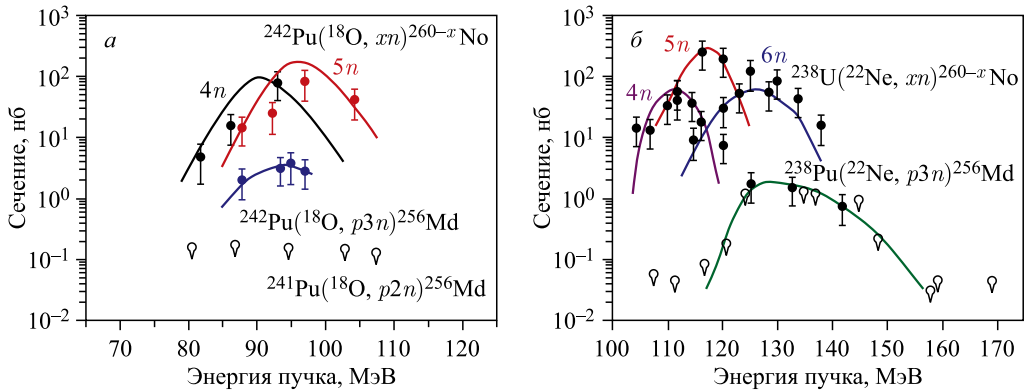 а
²⁴²Pu(¹⁸O, xn)²⁶⁰⁻ˣNo
4n
5n
²⁴²Pu(¹⁸O, p3n)²⁵⁶Md
²⁴¹Pu(¹⁸O, p2n)²⁵⁶Md
10³
10²
10¹
10⁰
10⁻¹
10⁻²
Сечение, нб
70 80 90 100 110 120
Энергия пучка, МэВ
б
5n
6n
4n
²³⁸U(²²Ne, xn)²⁶⁰⁻ˣNo
²³⁸Pu(²²Ne, p3n)²⁵⁶Md
10³
10²
10¹
10⁰
10⁻¹
10⁻²
Сечение, нб
100 110 120 130 140 150 160 170
Энергия пучка, МэВ